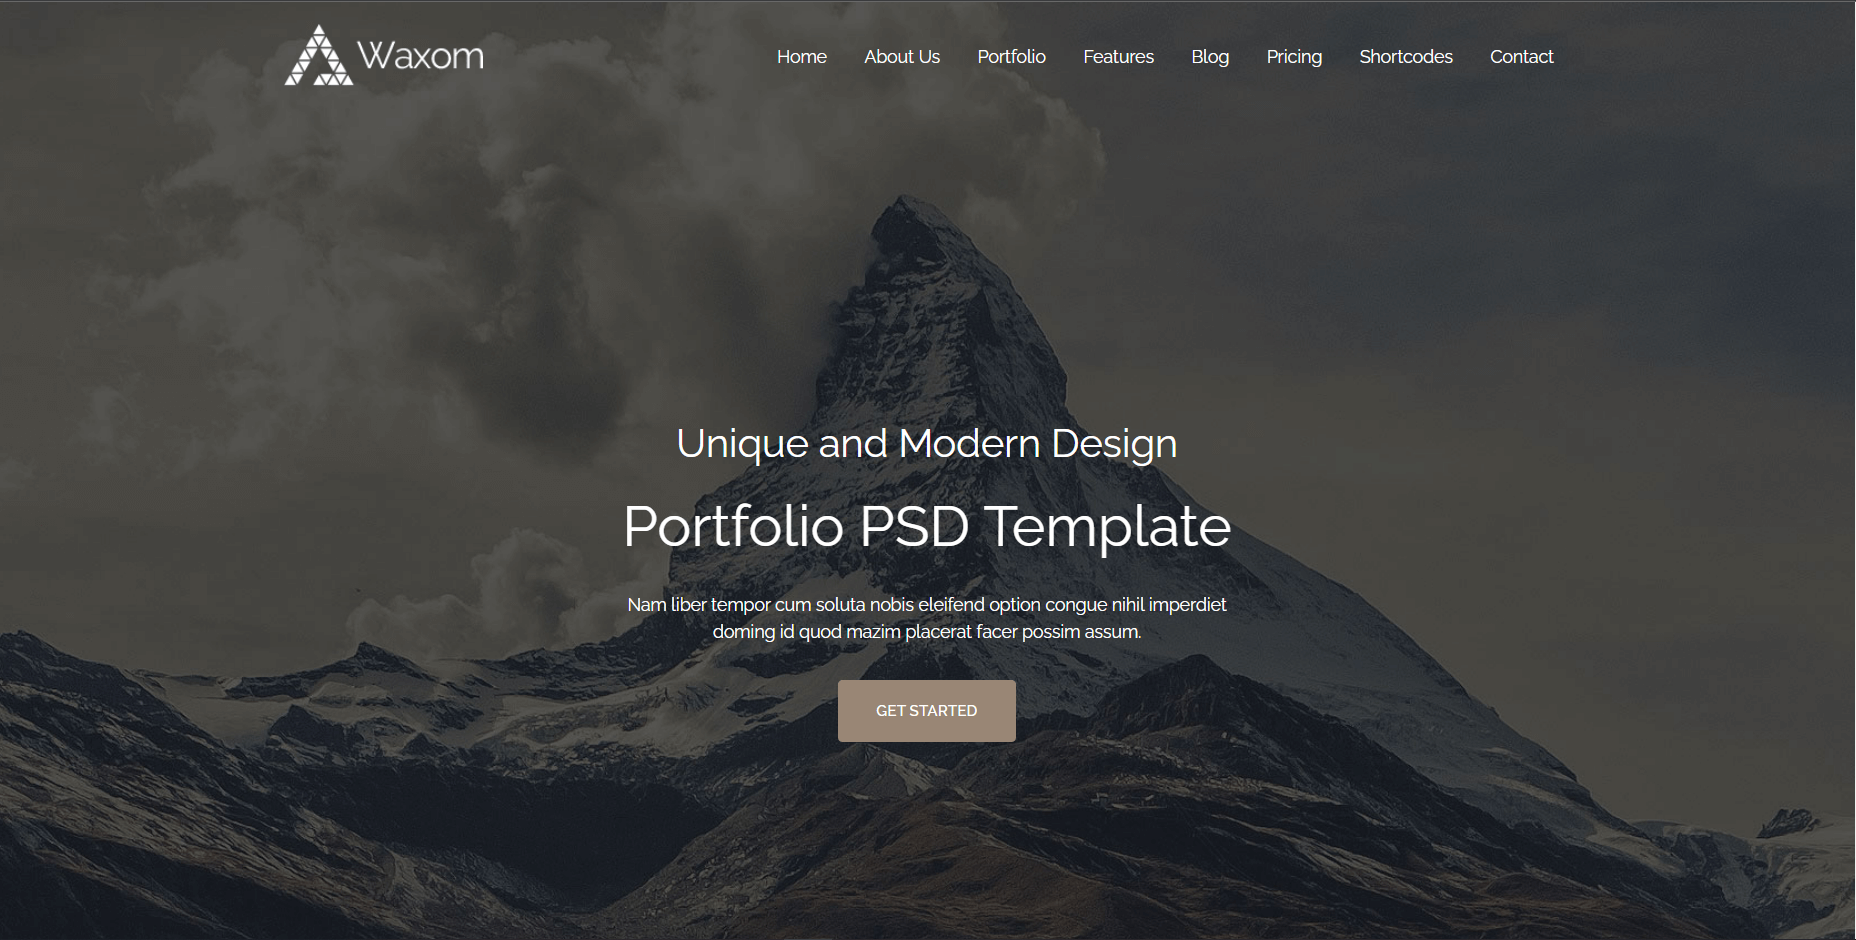 Waxom
Home About Us Portfolio Features Blog Pricing Shortcodes Contact
Unique and Modern Design
Portfolio PSD Template
Nam liber tempor cum soluta nobis eleifend option congue nihil imperdiet
doming id quod mazim placerat facer possim assum.
GET STARTED